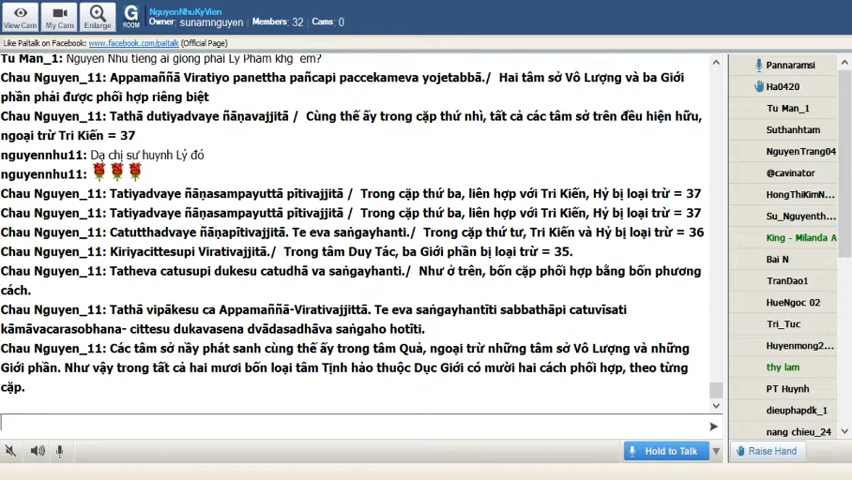 View Cam
My Cam
Enlarge
G
ROOM
NguyenNhuKyVien
Owner: sunamnguyen Members: 32 Cams: 0
Like Paltalk on Facebook: www.facebook.com/paltalk (Official Page)
Tu Man_1: Nguyen Nhu tieng ai giong phai Ly Pham khg em?
Chau Nguyen_11: Appamaññā Viratiyo panettha pañcapi paccekameva yojetabbā./ Hai tâm sở Vô Lượng và ba Giới
phần phải được phối hợp riêng biệt
Chau Nguyen_11: Tathā dutiyadvaye ñāṇavajjitā / Cùng thế ấy trong cặp thứ nhì, tất cả các tâm sở trên đều hiện hữu,
ngoại trừ Tri Kiến = 37
nguyennhu11: Dạ chị sư huynh Lý đó
nguyennhu11:
Chau Nguyen_11: Tatiyadvaye ñāṇasampayuttā pītivajjitā / Trong cặp thứ ba, liên hợp với Tri Kiến, Hỷ bị loại trừ = 37
Chau Nguyen_11: Tatiyadvaye ñāṇasampayuttā pītivajjitā / Trong cặp thứ ba, liên hợp với Tri Kiến, Hỷ bị loại trừ = 37
Chau Nguyen_11: Catutthadvaye ñāṇapītivajjitā. Te eva saṅgayhanti. / Trong cặp thứ tư, Tri Kiến và Hỷ bị loại trừ = 36
Chau Nguyen_11: Kiriyacittesupi Virativajjitā./ Trong tâm Duy Tác, ba Giới phần bị loại trừ = 35.
Chau Nguyen_11: Tatheva catusupi dukesu catudhā va saṅgayhanti./ Như ở trên, bốn cặp phối hợp bằng bốn phương
cách.
Chau Nguyen_11: Tathā vipākesu ca Appamaññā-Virativajjittā. Te eva saṅgayhantīti sabbathāpi catuvīsati
kāmāvacarasobhana- cittesu dukavasena dvādasadhāva saṅgaho hotīti.
Chau Nguyen_11: Các tâm sở nầy phát sanh cùng thế ấy trong tâm Quả, ngoại trừ những tâm sở Vô Lượng và những
Giới phần. Như vậy trong tất cả hai mươi bốn loại tâm Tịnh hảo thuộc Dục Giới có mười hai cách phối hợp, theo từng
cặp.
Pannaramsi
Ha0420
Tu Man_1
Suthanhtam
NguyenTrang04
@cavinator
HongThiKimN...
Su_Nguyenth...
King - Milanda A
Bai N
TranDao1
HueNgoc 02
Tri_Tuc
Huyenmong2...
thy lam
PT Huynh
dieuphapdk_1
nang chieu_24
Hold to Talk
Raise Hand